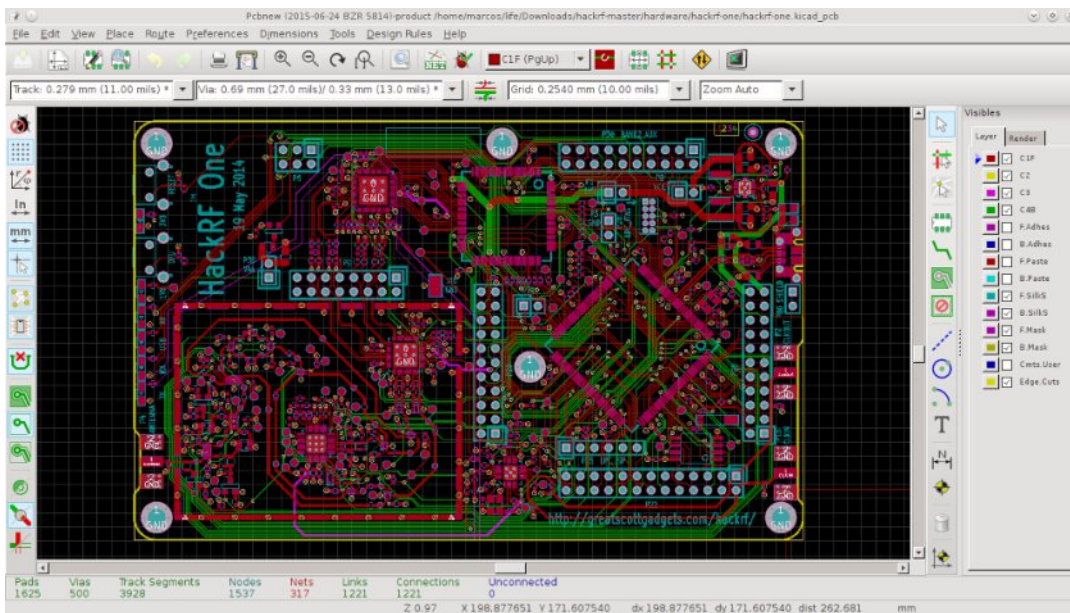 Pcbnew (2015-06-24 BZR 5814)-product /home/marcos/life/Downloads/hackrf-master/hardware/hackrf-one/hackrf-one.kicad_pcb
File Edit View Place Route Preferences Dimensions Tools Design Rules Help
C1F (PgUp)
Track: 0.279 mm (11.00 mils) *
Via: 0.69 mm (27.0 mils)/ 0.33 mm (13.0 mils) *
Grid: 0.2540 mm (10.00 mils)
Zoom Auto
In
mm
HackRF One
19 May 2014
GND
GND
GND
GND
GND
GND
GND
http://greatscottgadgets.com/hackrf/
T
N
Visibles
Layer Render
C1F
C2
C3
C4B
F.Adhes
B.Adhes
F.Paste
B.Paste
F.SilkS
B.SilkS
F.Mask
B.Mask
Cmts.User
Edge.Cuts
Pads Vias Track Segments Nodes Nets Links Connections Unconnected
1625 500 3928 1537 317 1221 1221 0
Z 0.97 X 198.877651 Y 171.607540 dx 198.877651 dy 171.607540 dist 262.681 mm